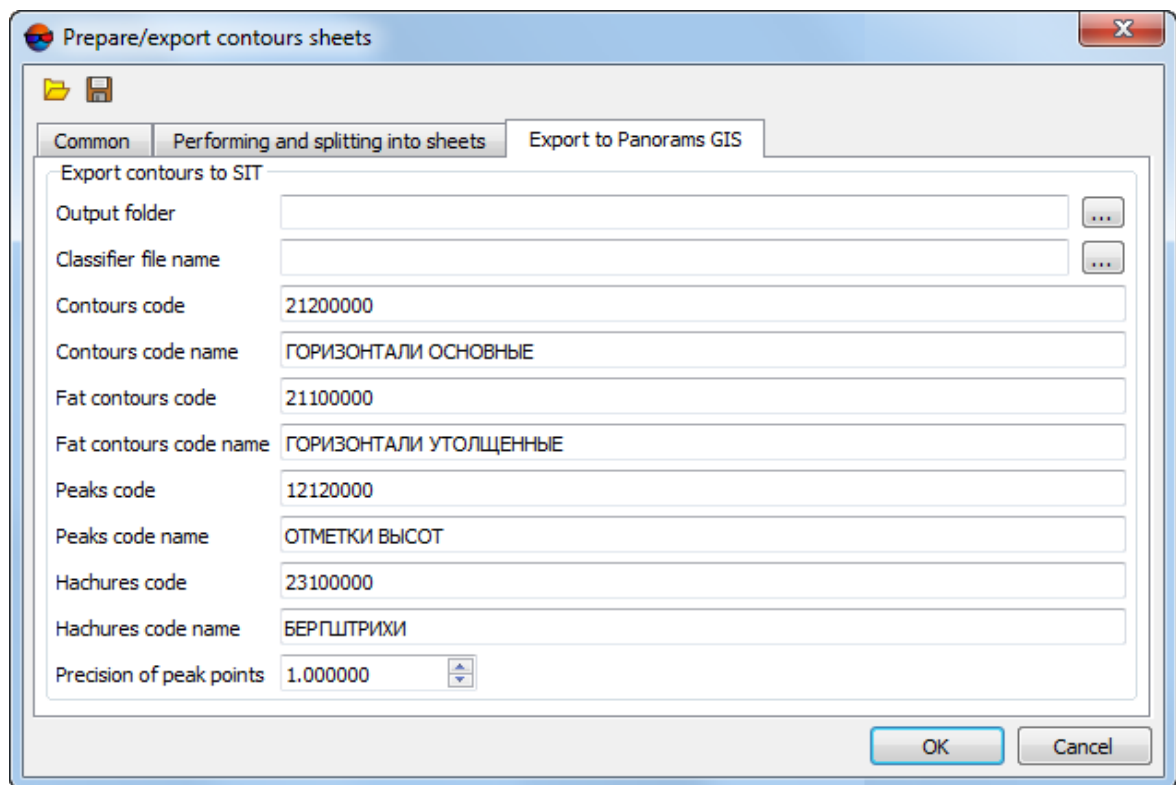 Prepare/export contours sheets
Common Performing and splitting into sheets Export to Panorams GIS
Export contours to SIT
Output folder ...
Classifier file name ...
Contours code 21200000
Contours code name ГОРИЗОНТАЛИ ОСНОВНЫЕ
Fat contours code 21100000
Fat contours code name ГОРИЗОНТАЛИ УТОЛЩЕННЫЕ
Peaks code 12120000
Peaks code name ОТМЕТКИ ВЫСОТ
Hachures code 23100000
Hachures code name БЕРГШТРИХИ
Precision of peak points 1.000000
OK Cancel